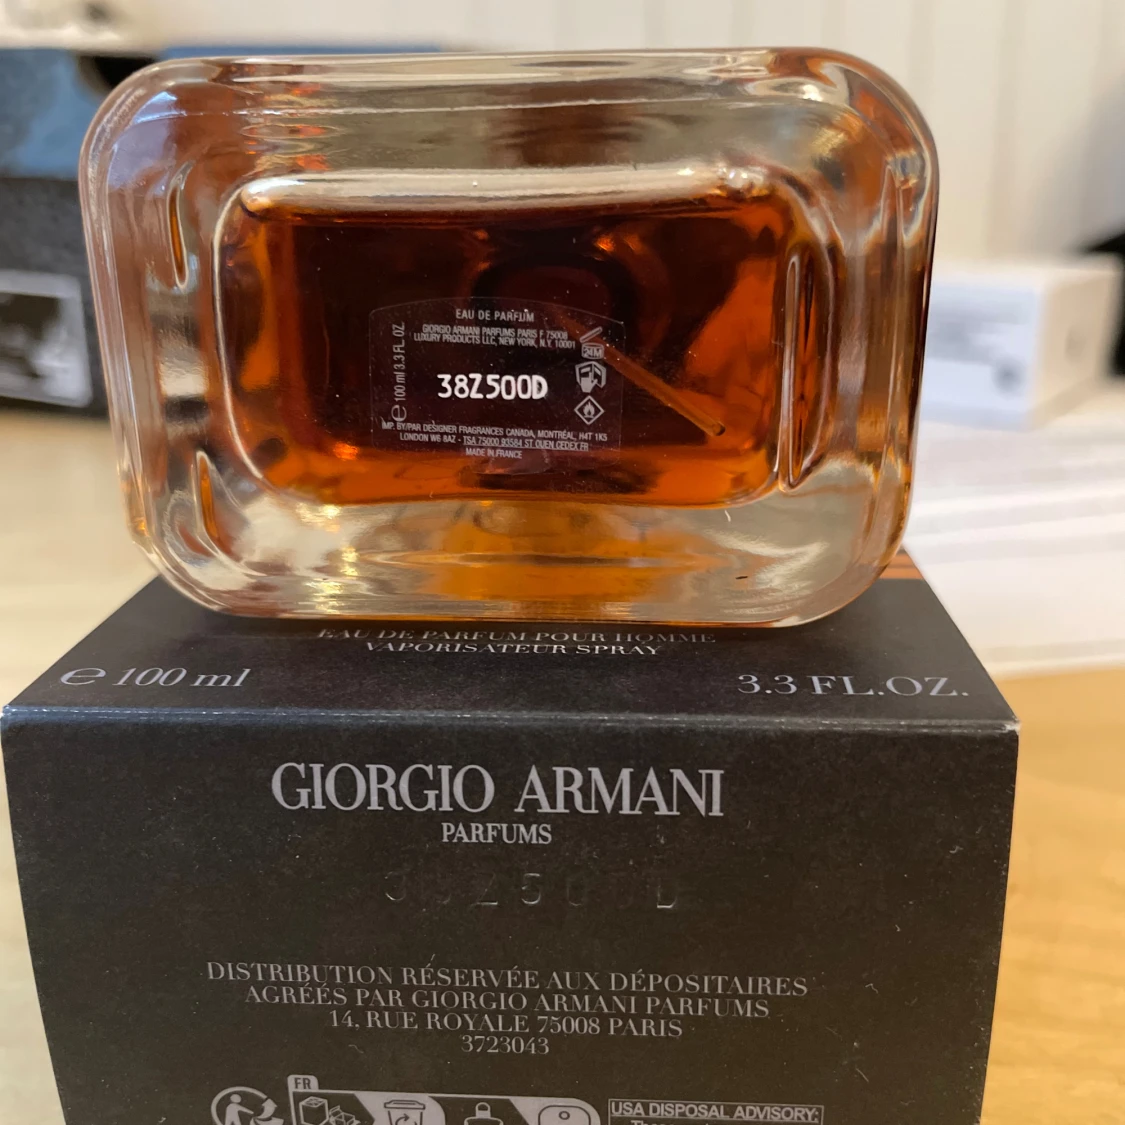 EAU DE PARFUM
GIORGIO ARMANI PARFUMS PARIS F 75008
LUXURY PRODUCTS LLC, NEW YORK, N.Y. 10001
24M
e 100 ml 3.3 FL. OZ.
38Z500D
IMP. BY/PAR DESIGNER FRAGRANCES CANADA, MONTRÉAL, H4T 1K5
LONDON W6 8AZ - TSA 75000 93584 ST OUEN CEDEX FR
MADE IN FRANCE
EAU DE PARFUM POUR HOMME
VAPORISATEUR SPRAY
e 100 ml
3.3 FL.OZ.
GIORGIO ARMANI
PARFUMS
DISTRIBUTION RÉSERVÉE AUX DÉPOSITAIRES
AGRÉÉS PAR GIORGIO ARMANI PARFUMS
14, RUE ROYALE 75008 PARIS
3723043
FR
USA DISPOSAL ADVISORY: